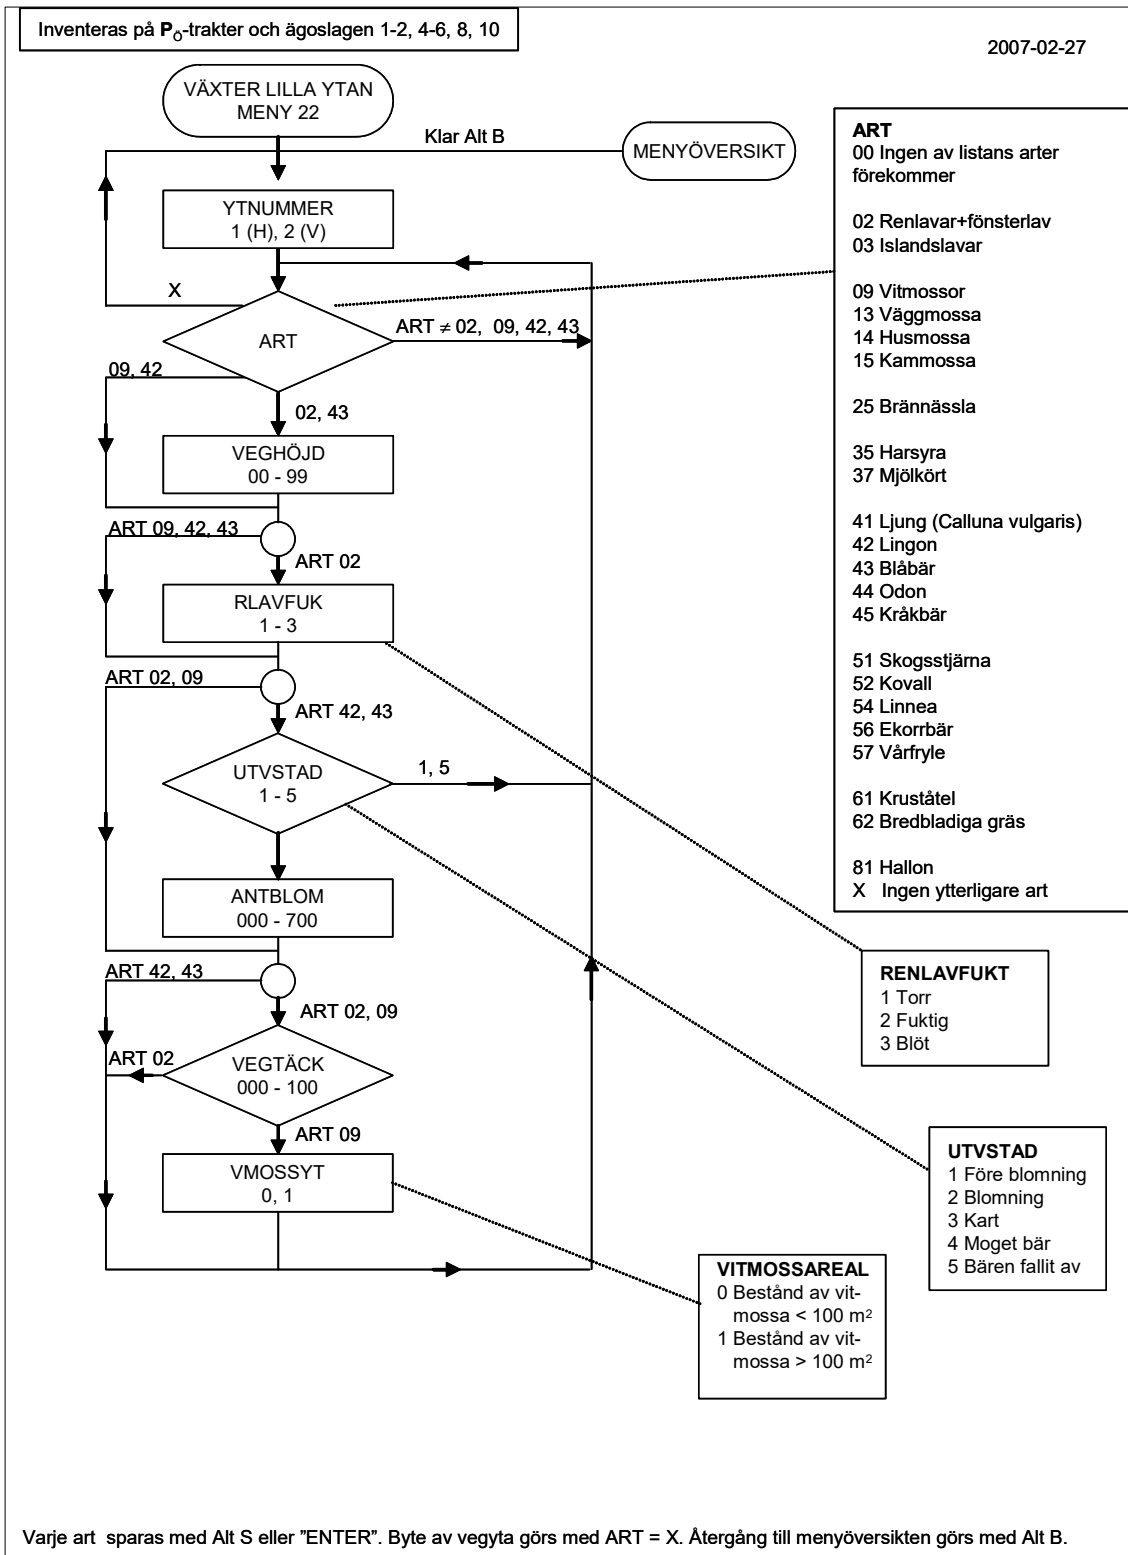 Inventeras på PÖ-trakter och ägoslagen 1-2, 4-6, 8, 10
2007-02-27
VÄXTER LILLA YTAN
MENY 22
Klar Alt B
MENYÖVERSIKT
YTNUMMER
1 (H), 2 (V)
X
ART
ART ≠ 02, 09, 42, 43
09, 42
02, 43
VEGHÖJD
00 - 99
ART 09, 42, 43
ART 02
RLAVFUK
1 - 3
ART 02, 09
ART 42, 43
UTVSTAD
1 - 5
1, 5
ANTBLOM
000 - 700
ART 42, 43
ART 02, 09
ART 02
VEGTÄCK
000 - 100
ART 09
VMOSSYT
0, 1
ART
00 Ingen av listans arter
förekommer
02 Renlavar+fönsterlav
03 Islandslavar
09 Vitmossor
13 Väggmossa
14 Husmossa
15 Kammossa
25 Brännässla
35 Harsyra
37 Mjölkört
41 Ljung (Calluna vulgaris)
42 Lingon
43 Blåbär
44 Odon
45 Kråkbär
51 Skogsstjärna
52 Kovall
54 Linnea
56 Ekorrbär
57 Vårfryle
61 Kruståtel
62 Bredbladiga gräs
81 Hallon
X Ingen ytterligare art
RENLAVFUKT
1 Torr
2 Fuktig
3 Blöt
UTVSTAD
1 Före blomning
2 Blomning
3 Kart
4 Moget bär
5 Bären fallit av
VITMOSSAREAL
0 Bestånd av vit-
mossa < 100 m²
1 Bestånd av vit-
mossa > 100 m²
Varje art sparas med Alt S eller ”ENTER”. Byte av vegyta görs med ART = X. Återgång till menyöversikten görs med Alt B.